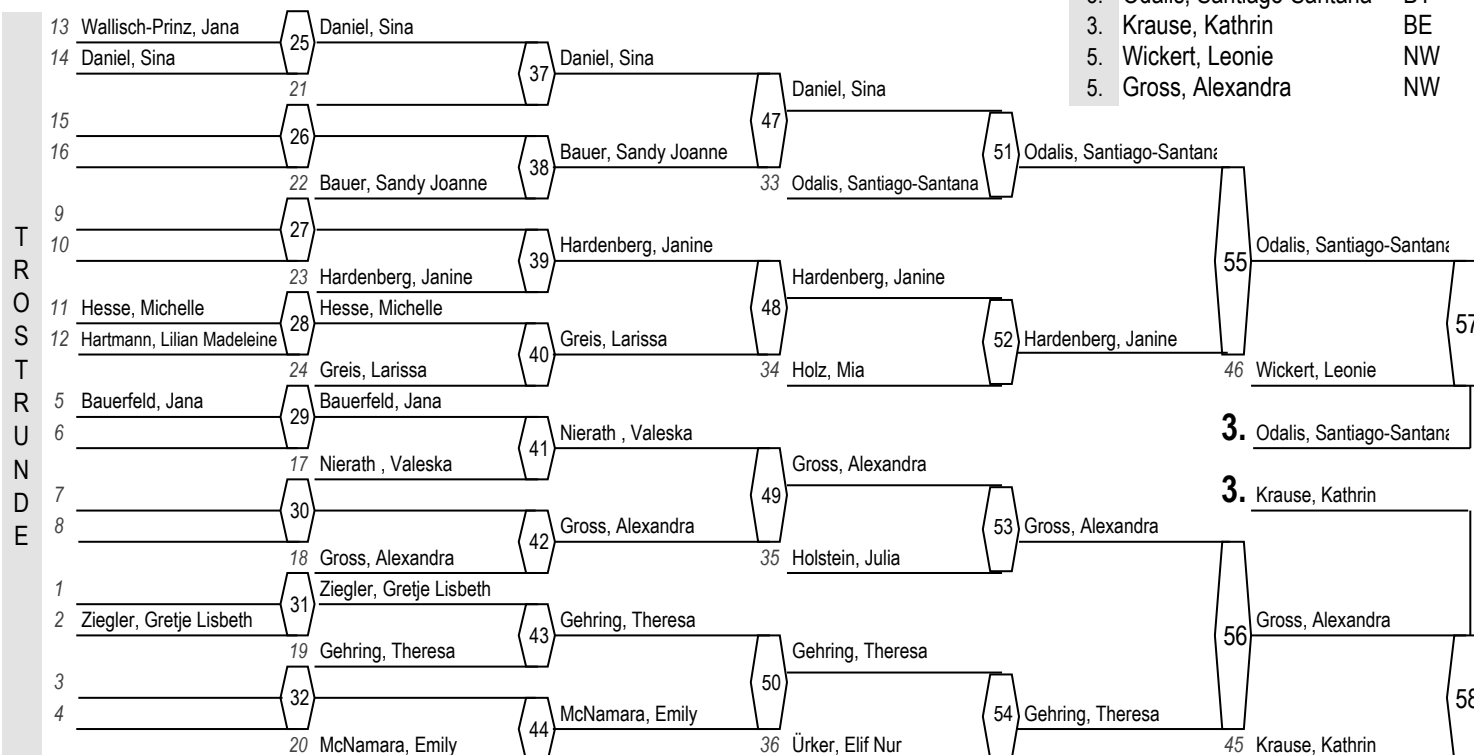 3. Krause, Kathrin BE
5. Wickert, Leonie NW
5. Gross, Alexandra NW
TROSTRUNDE
13 Wallisch-Prinz, Jana
14 Daniel, Sina
15
16
9
10
11 Hesse, Michelle
12 Hartmann, Lilian Madeleine
5 Bauerfeld, Jana
6
7
8
1
2 Ziegler, Gretje Lisbeth
3
4
25 Daniel, Sina
21
26
22 Bauer, Sandy Joanne
27
23 Hardenberg, Janine
28 Hesse, Michelle
24 Greis, Larissa
29 Bauerfeld, Jana
17 Nierath , Valeska
30
18 Gross, Alexandra
31 Ziegler, Gretje Lisbeth
19 Gehring, Theresa
32
20 McNamara, Emily
37 Daniel, Sina
38 Bauer, Sandy Joanne
39 Hardenberg, Janine
40 Greis, Larissa
41 Nierath , Valeska
42 Gross, Alexandra
43 Gehring, Theresa
44 McNamara, Emily
47 Daniel, Sina
33 Odalis, Santiago-Santana
48 Hardenberg, Janine
34 Holz, Mia
49 Gross, Alexandra
35 Holstein, Julia
50 Gehring, Theresa
36 Ürker, Elif Nur
51 Odalis, Santiago-Santana
52 Hardenberg, Janine
53 Gross, Alexandra
54 Gehring, Theresa
55 Odalis, Santiago-Santana
46 Wickert, Leonie
3. Odalis, Santiago-Santana
3. Krause, Kathrin
56 Gross, Alexandra
45 Krause, Kathrin
57
58